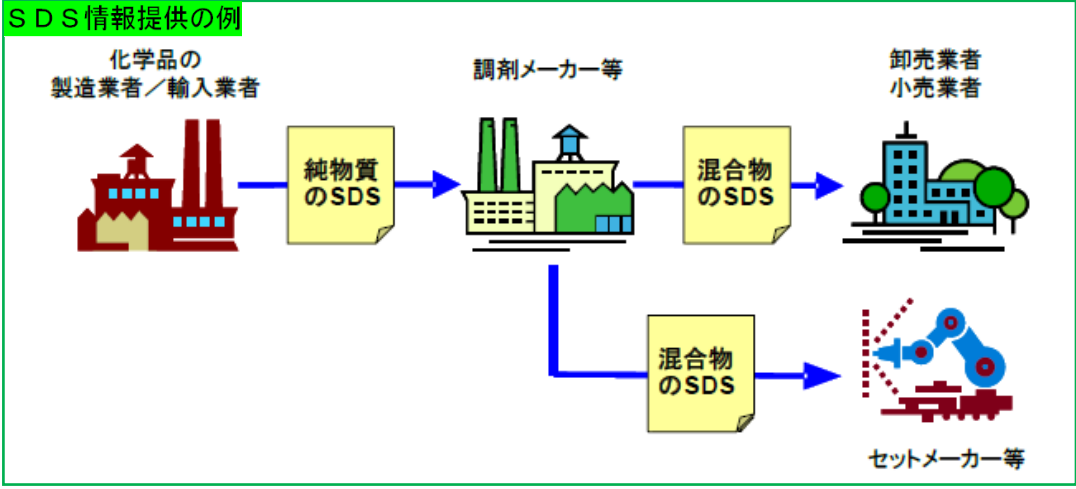 ＳＤＳ情報提供の例
化学品の
製造業者／輸入業者
調剤メーカー等
卸売業者
小売業者
純物質
のSDS
混合物
のSDS
混合物
のSDS
セットメーカー等